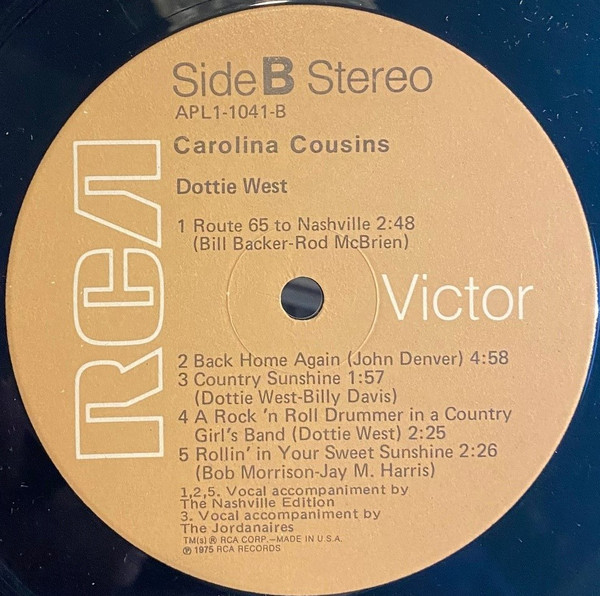 Side B Stereo
APL1-1041-B
Carolina Cousins
Dottie West
1 Route 65 to Nashville 2:48
(Bill Backer-Rod McBrien)
RCA
Victor
2 Back Home Again (John Denver) 4:58
3 Country Sunshine 1:57
(Dottie West-Billy Davis)
4 A Rock 'n Roll Drummer in a Country
Girl's Band (Dottie West) 2:25
5 Rollin' in Your Sweet Sunshine 2:26
(Bob Morrison-Jay M. Harris)
1,2,5. Vocal accompaniment by
The Nashville Edition
3. Vocal accompaniment by
The Jordanaires
TM(s) ® RCA CORP.—MADE IN U.S.A.
℗ 1975 RCA RECORDS